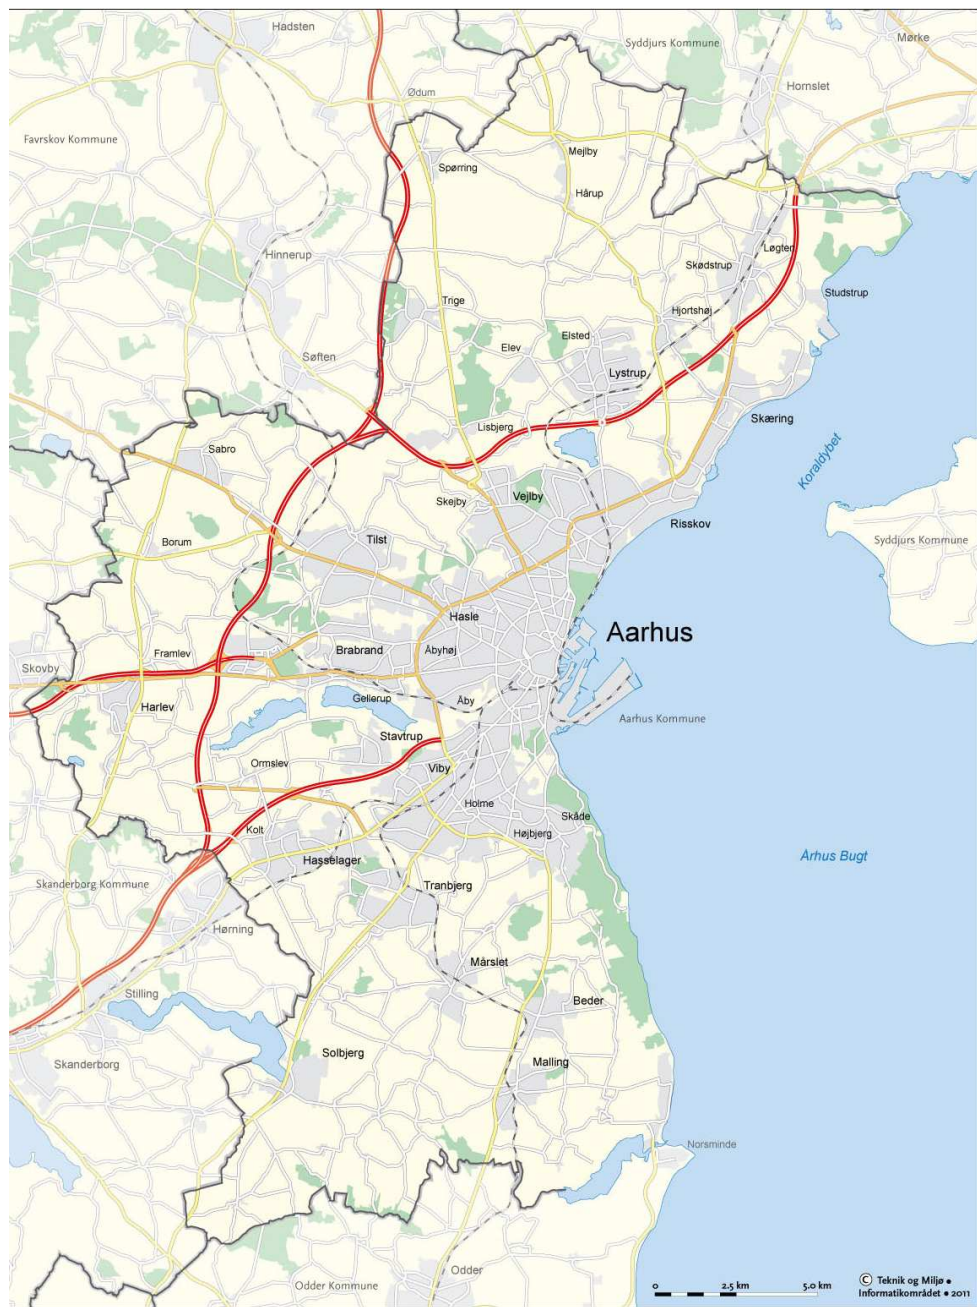 Hadsten
Syddjurs Kommune
Mørke
Ødum
Hornslet
Favrskov Kommune
Mejlby
Spørring
Hårup
Hinnerup
Løgten
Skødstrup
Studstrup
Trige
Hjortshøj
Elsted
Elev
Søften
Lystrup
Skæring
Lisbjerg
Sabro
Koraldybet
Skejby
Vejlby
Risskov
Tilst
Borum
Syddjurs Kommune
Hasle
Aarhus
Framlev
Brabrand
Åbyhøj
Skovby
Gellerup
Åby
Harlev
Aarhus Kommune
Stavtrup
Ormslev
Viby
Holme
Skåde
Kolt
Højbjerg
Hasselager
Århus Bugt
Skanderborg Kommune
Tranbjerg
Hørning
Mårslet
Stilling
Beder
Solbjerg
Skanderborg
Malling
Norsminde
Odder
Odder Kommune
0 2.5 km 5.0 km
© Teknik og Miljø •
Informatikområdet • 2011